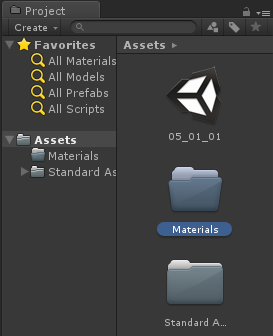 Project
Create
Favorites
All Materials
All Models
All Prefabs
All Scripts
Assets
Materials
Standard As
Assets
05_01_01
Materials
Standard A...